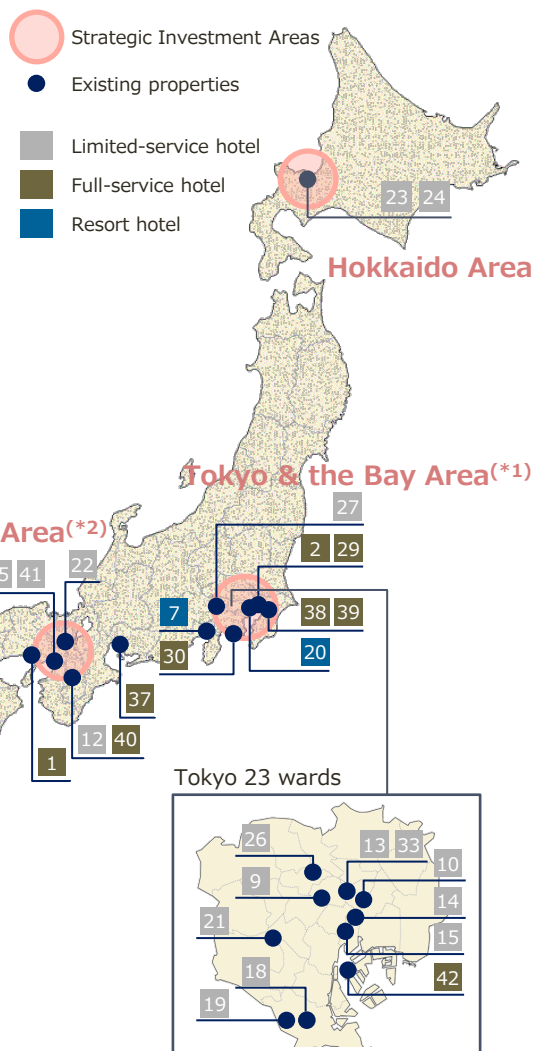 Strategic Investment Areas
Existing properties
Limited-service hotel
Full-service hotel
Resort hotel
23 24
Hokkaido Area
Tokyo & the Bay Area(*1)
27
Area(*2)
2 29
5 41
22
7
38 39
30
20
37
12 40
1
Tokyo 23 wards
26
13 33
10
9
14
21
15
18
42
19